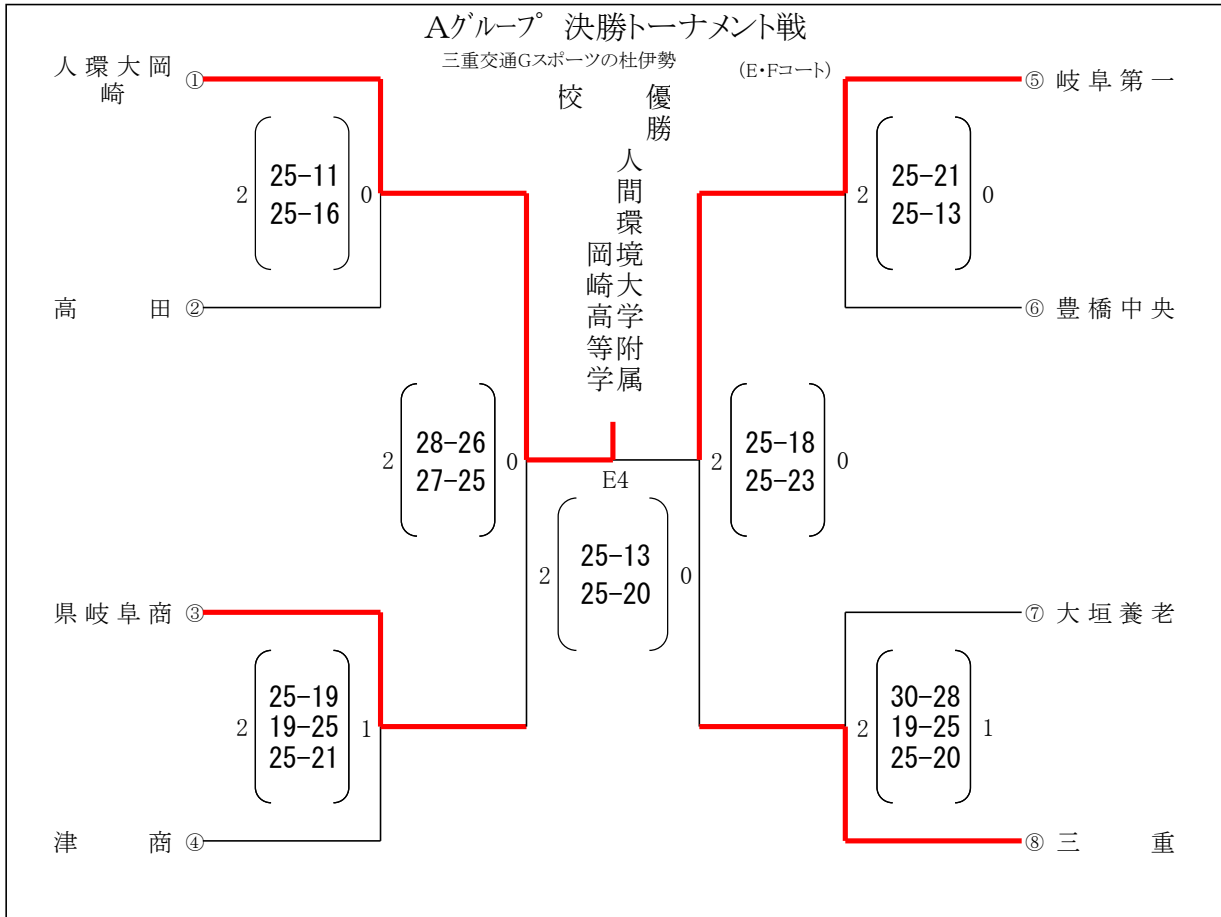 Aグループ 決勝トーナメント戦
三重交通Gスポーツの杜伊勢
(E・Fコート)
優勝 人間環境大学附属岡崎高等学校
人環大岡崎 ①
2 25-11 0
25-16
高田 ②
2 28-26 0
27-25
県岐阜商 ③
2 25-19 1
19-25
25-21
津商 ④
E4
2 25-13 0
25-20
⑤ 岐阜第一
2 25-21 0
25-13
⑥ 豊橋中央
2 25-18 0
25-23
⑦ 大垣養老
2 30-28 1
19-25
25-20
⑧ 三重